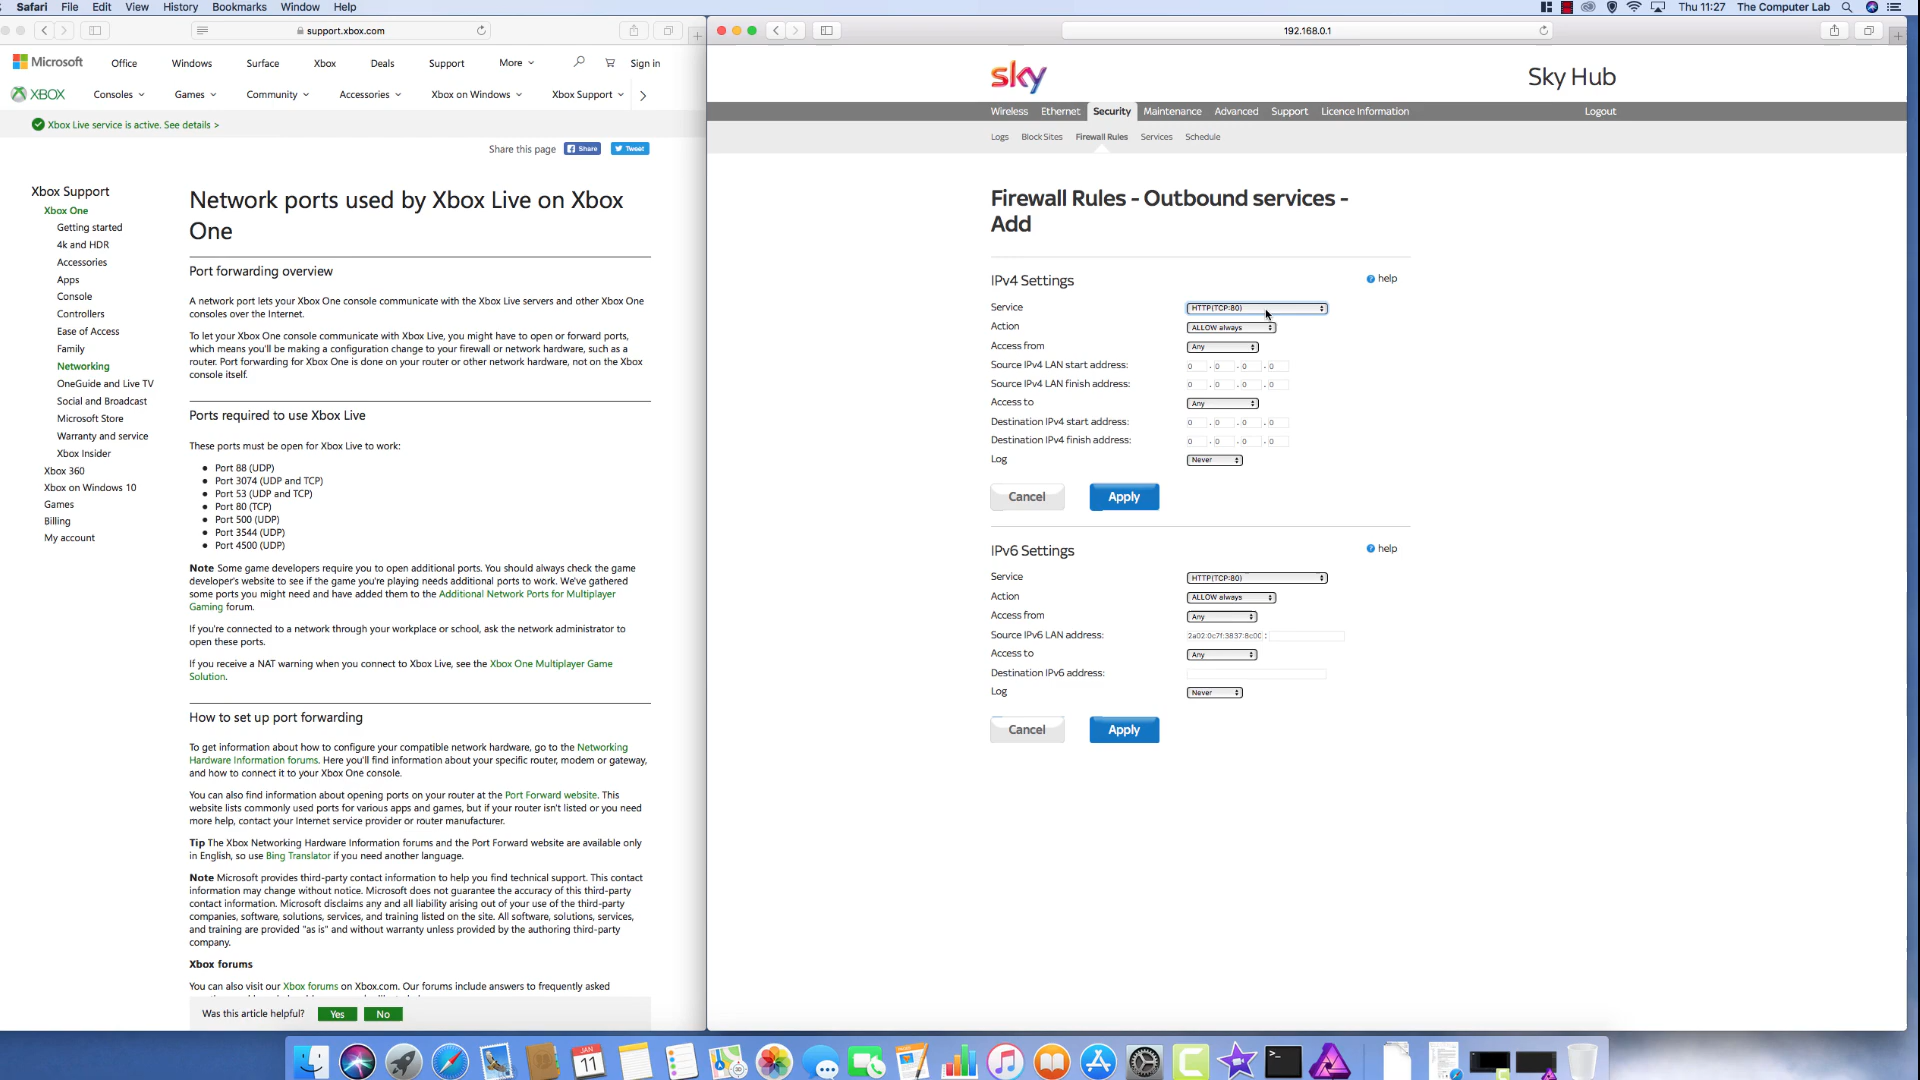 Safari File Edit View History Bookmarks Window Help
Thu 11:27 The Computer Lab
support.xbox.com
192.168.0.1
Microsoft Office Windows Surface Xbox Deals Support More Sign in
XBOX Consoles Games Community Accessories Xbox on Windows Xbox Support
Xbox Live service is active. See details >
Share this page Share Tweet
Xbox Support
Xbox One
Getting started
4k and HDR
Accessories
Apps
Console
Controllers
Ease of Access
Family
Networking
OneGuide and Live TV
Social and Broadcast
Microsoft Store
Warranty and service
Xbox Insider
Xbox 360
Xbox on Windows 10
Games
Billing
My account
Network ports used by Xbox Live on Xbox
One
Port forwarding overview
A network port lets your Xbox One console communicate with the Xbox Live servers and other Xbox One
consoles over the Internet.
To let your Xbox One console communicate with Xbox Live, you might have to open or forward ports,
which means you'll be making a configuration change to your firewall or network hardware, such as a
router. Port forwarding for Xbox One is done on your router or other network hardware, not on the Xbox
console itself.
Ports required to use Xbox Live
These ports must be open for Xbox Live to work:
Port 88 (UDP)
Port 3074 (UDP and TCP)
Port 53 (UDP and TCP)
Port 80 (TCP)
Port 500 (UDP)
Port 3544 (UDP)
Port 4500 (UDP)
Note Some game developers require you to open additional ports. You should always check the game
developer's website to see if the game you're playing needs additional ports to work. We've gathered
some ports you might need and have added them to the Additional Network Ports for Multiplayer
Gaming forum.
If you're connected to a network through your workplace or school, ask the network administrator to
open these ports.
If you receive a NAT warning when you connect to Xbox Live, see the Xbox One Multiplayer Game
Solution.
How to set up port forwarding
To get information about how to configure your compatible network hardware, go to the Networking
Hardware Information forums. Here you'll find information about your specific router, modem or gateway,
and how to connect it to your Xbox One console.
You can also find information about opening ports on your router at the Port Forward website. This
website lists commonly used ports for various apps and games, but if your router isn't listed or you need
more help, contact your Internet service provider or router manufacturer.
Tip The Xbox Networking Hardware Information forums and the Port Forward website are available only
in English, so use Bing Translator if you need another language.
Note Microsoft provides third-party contact information to help you find technical support. This contact
information may change without notice. Microsoft does not guarantee the accuracy of this third-party
contact information. Microsoft disclaims any and all liability arising out of your use of the third-party
companies, software, solutions, services, and training listed on the site. All software, solutions, services,
and training are provided "as is" and without warranty unless provided by the authoring third-party
company.
Xbox forums
You can also visit our Xbox forums on Xbox.com. Our forums include answers to frequently asked
Was this article helpful? Yes No
sky
Sky Hub
Wireless Ethernet Security Maintenance Advanced Support Licence Information Logout
Logs Block Sites Firewall Rules Services Schedule
Firewall Rules - Outbound services -
Add
IPv4 Settings help
Service HTTP(TCP:80)
Action ALLOW always
Access from Any
Source IPv4 LAN start address: 0 . 0 . 0 . 0
Source IPv4 LAN finish address: 0 . 0 . 0 . 0
Access to Any
Destination IPv4 start address: 0 . 0 . 0 . 0
Destination IPv4 finish address: 0 . 0 . 0 . 0
Log Never
Cancel Apply
IPv6 Settings help
Service HTTP(TCP:80)
Action ALLOW always
Access from Any
Source IPv6 LAN address: 2a02:0c7f:3837:8c00 :
Access to Any
Destination IPv6 address:
Log Never
Cancel Apply
JAN
11